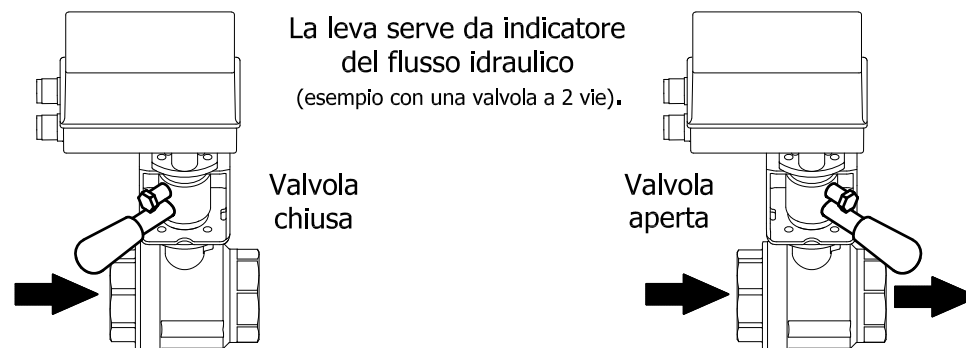 La leva serve da indicatore
del flusso idraulico
(esempio con una valvola a 2 vie).
Valvola
chiusa
Valvola
aperta